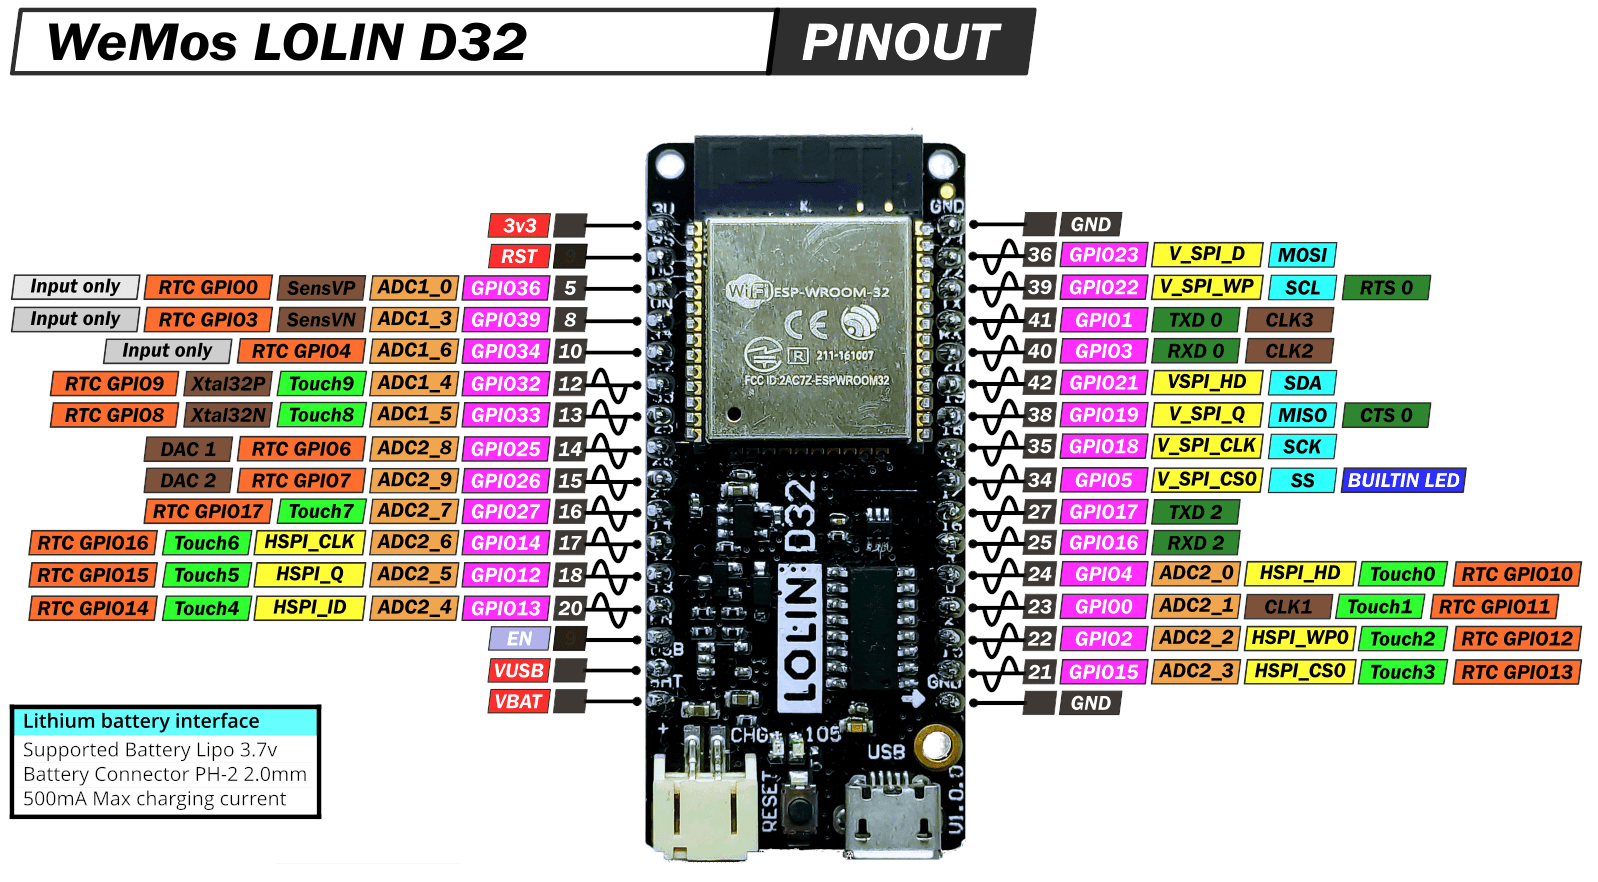 WeMos LOLIN D32 PINOUT
3v3 GND
RST 9 36 GPIO23 V_SPI_D MOSI
Input only RTC GPIO0 SensVP ADC1_0 GPIO36 5 39 GPIO22 V_SPI_WP SCL RTS 0
Input only RTC GPIO3 SensVN ADC1_3 GPIO39 8 41 GPIO1 TXD 0 CLK3
Input only RTC GPIO4 ADC1_6 GPIO34 10 40 GPIO3 RXD 0 CLK2
RTC GPIO9 Xtal32P Touch9 ADC1_4 GPIO32 12 42 GPIO21 VSPI_HD SDA
RTC GPIO8 Xtal32N Touch8 ADC1_5 GPIO33 13 38 GPIO19 V_SPI_Q MISO CTS 0
DAC 1 RTC GPIO6 ADC2_8 GPIO25 14 35 GPIO18 V_SPI_CLK SCK
DAC 2 RTC GPIO7 ADC2_9 GPIO26 15 34 GPIO5 V_SPI_CS0 SS BUILTIN LED
RTC GPIO17 Touch7 ADC2_7 GPIO27 16 27 GPIO17 TXD 2
RTC GPIO16 Touch6 HSPI_CLK ADC2_6 GPIO14 17 25 GPIO16 RXD 2
RTC GPIO15 Touch5 HSPI_Q ADC2_5 GPIO12 18 24 GPIO4 ADC2_0 HSPI_HD Touch0 RTC GPIO10
RTC GPIO14 Touch4 HSPI_ID ADC2_4 GPIO13 20 23 GPIO0 ADC2_1 CLK1 Touch1 RTC GPIO11
EN 9 22 GPIO2 ADC2_2 HSPI_WP0 Touch2 RTC GPIO12
VUSB 21 GPIO15 ADC2_3 HSPI_CS0 Touch3 RTC GPIO13
VBAT GND
GND
WiFi ESP-WROOM-32
CE
R 211-161007
FCC ID:2AC7Z-ESPWROOM32
LOLIN D32
GND
+ CHG
USB
RESET
V1.0.0
Lithium battery interface
Supported Battery Lipo 3.7v
Battery Connector PH-2 2.0mm
500mA Max charging current